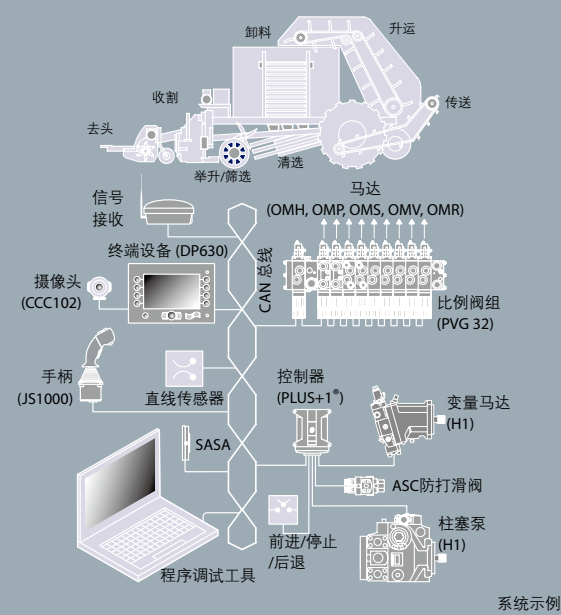 卸料
升运
收割
传送
去头
举升/筛选
清选
信号
接收
马达
(OMH, OMP, OMS, OMV, OMR)
终端设备 (DP630)
CAN 总线
摄像头
(CCC102)
比例阀组
(PVG 32)
手柄
(JS1000)
直线传感器
控制器
(PLUS+1®)
变量马达
(H1)
SASA
ASC防打滑阀
柱塞泵
(H1)
前进/停止
/后退
程序调试工具
系统示例